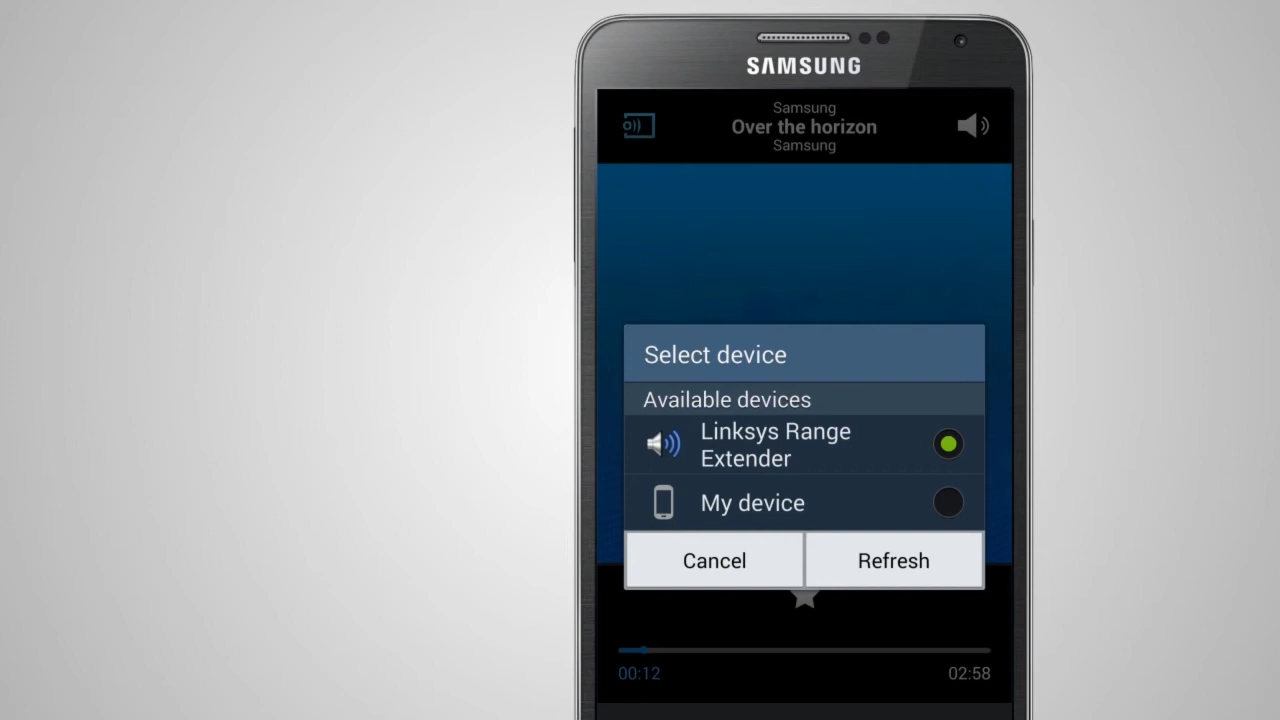 SAMSUNG
Samsung
Over the horizon
Samsung
Select device
Available devices
Linksys Range
Extender
My device
Cancel
Refresh
00:12
02:58